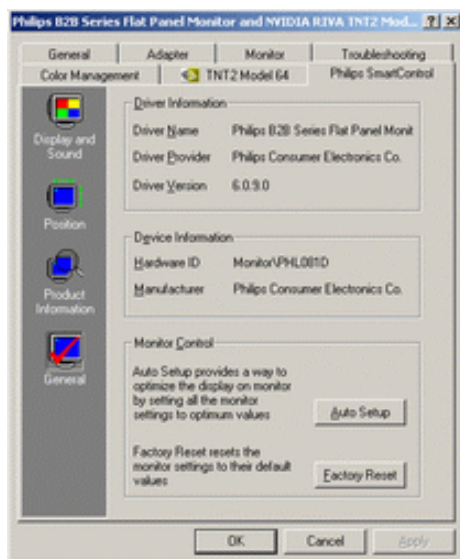 Philips B2B Series Flat Panel Monitor and NVIDIA RIVA TNT2 Mod...
General Adapter Monitor Troubleshooting
Color Management TNT2 Model 64 Philips SmartControl
Display and
Sound
Position
Product
Information
General
Driver Information
Driver Name Philips B2B Series Flat Panel Monit
Driver Provider Philips Consumer Electronics Co.
Driver Version 6.0.9.0
Device Information
Hardware ID Monitor\PHL081D
Manufacturer Philips Consumer Electronics Co.
Monitor Control
Auto Setup provides a way to
optimize the display on monitor
by setting all the monitor
settings to optimum values
Auto Setup
Factory Reset resets the
monitor settings to their default
values
Factory Reset
OK Cancel Apply